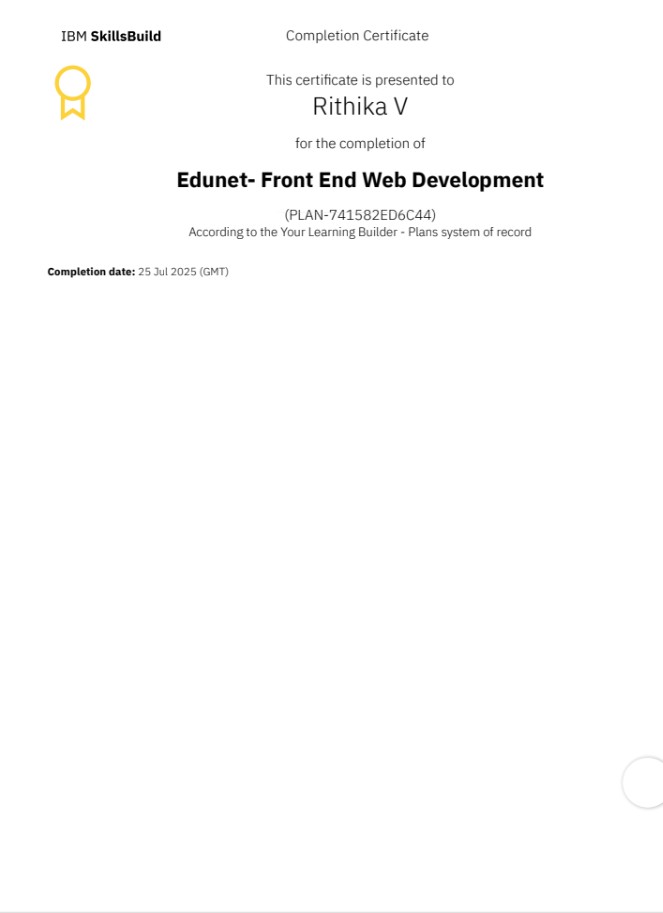 IBM SkillsBuild
Completion Certificate
This certificate is presented to
Rithika V
for the completion of
Edunet- Front End Web Development
(PLAN-741582ED6C44)
According to the Your Learning Builder - Plans system of record
Completion date: 25 Jul 2025 (GMT)